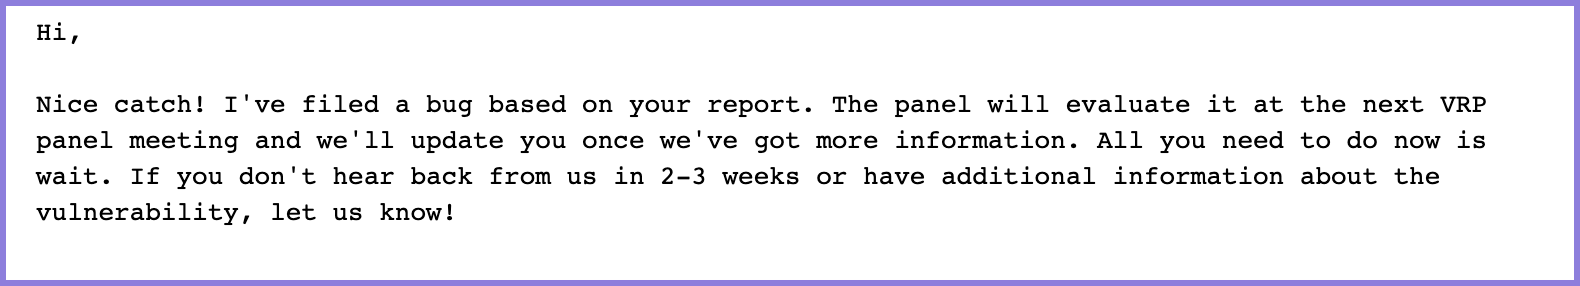 Hi,
Nice catch! I've filed a bug based on your report. The panel will evaluate it at the next VRP
panel meeting and we'll update you once we've got more information. All you need to do now is
wait. If you don't hear back from us in 2-3 weeks or have additional information about the
vulnerability, let us know!